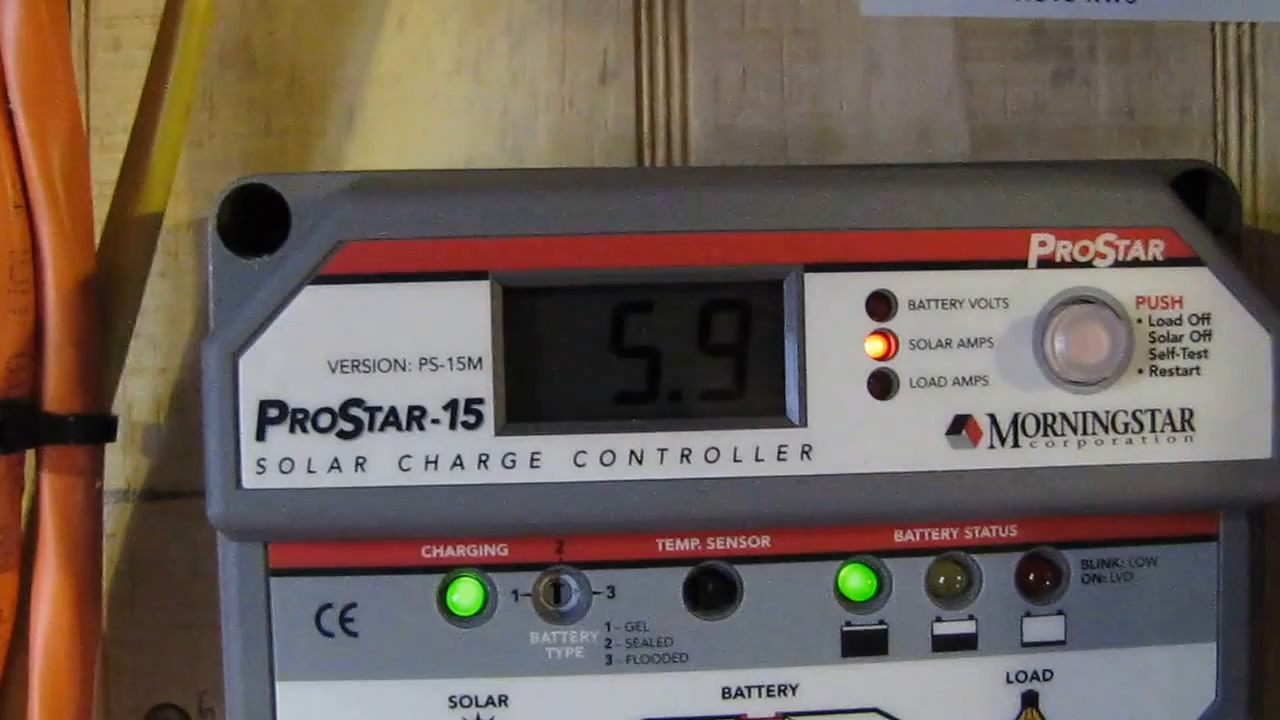 PROSTAR
5.9
BATTERY VOLTS
SOLAR AMPS
LOAD AMPS
PUSH
• Load Off
Solar Off
Self-Test
• Restart
VERSION: PS-15M
PROSTAR-15
SOLAR CHARGE CONTROLLER
MORNINGSTAR
corporation
CHARGING
TEMP. SENSOR
BATTERY STATUS
2
1
3
BLINK: LOW
ON: LVD
CE
BATTERY
TYPE
1 - GEL
2 - SEALED
3 - FLOODED
SOLAR
BATTERY
LOAD